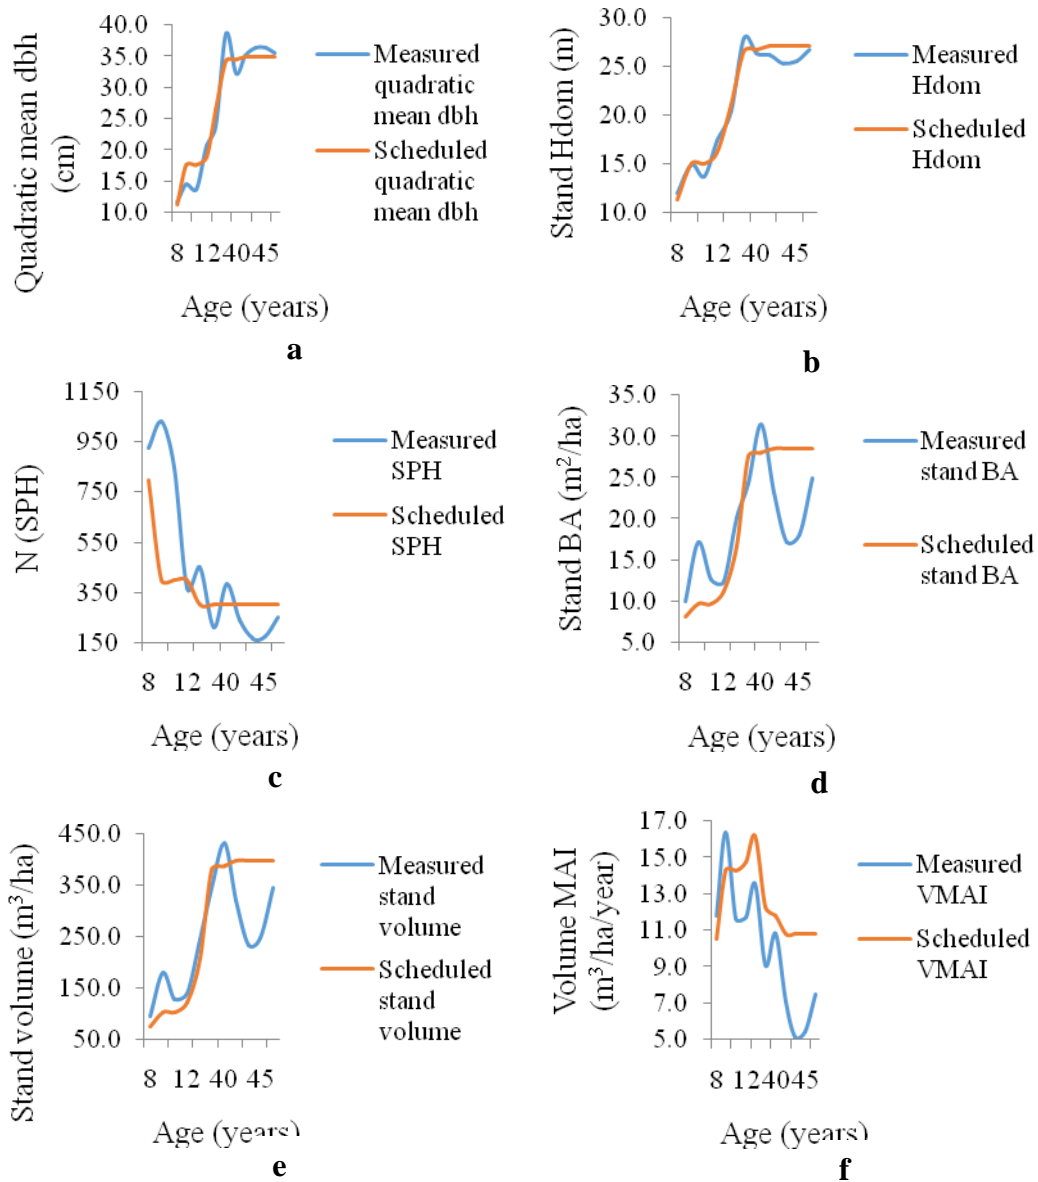 Quadratic mean dbh
(cm)
40.0
35.0
30.0
25.0
20.0
15.0
10.0
8 12 40 45
Age (years)
Measured
quadratic
mean dbh
Scheduled
quadratic
mean dbh
a
Stand Hdom (m)
30.0
25.0
20.0
15.0
10.0
8 12 40 45
Age (years)
Measured
Hdom
Scheduled
Hdom
b
N (SPH)
1150
950
750
550
350
150
8 12 40 45
Age (years)
Measured
SPH
Scheduled
SPH
c
Stand BA (m²/ha)
35.0
30.0
25.0
20.0
15.0
10.0
5.0
8 12 40 45
Age (years)
Measured
stand BA
Scheduled
stand BA
d
Stand volume (m³/ha)
450.0
350.0
250.0
150.0
50.0
8 12 40 45
Age (years)
Measured
stand
volume
Scheduled
stand
volume
e
Volume MAI
(m³/ha/year)
17.0
15.0
13.0
11.0
9.0
7.0
5.0
8 12 40 45
Age (years)
Measured
VMAI
Scheduled
VMAI
f